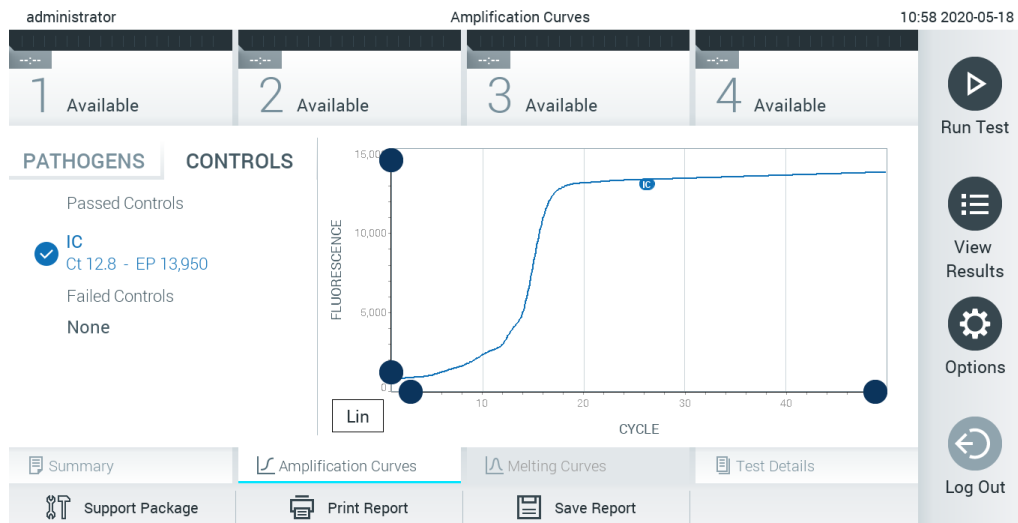 administrator
Amplification Curves
10:58 2020-05-18
--:--
--:--
--:--
--:--
1 Available
2 Available
3 Available
4 Available
Run Test
PATHOGENS
CONTROLS
Passed Controls
IC
Ct 12.8 - EP 13,950
Failed Controls
None
FLUORESCENCE
10,000
5,000
0
IC
10
20
30
40
CYCLE
Lin
View
Results
Options
Log Out
Summary
Amplification Curves
Melting Curves
Test Details
Support Package
Print Report
Save Report